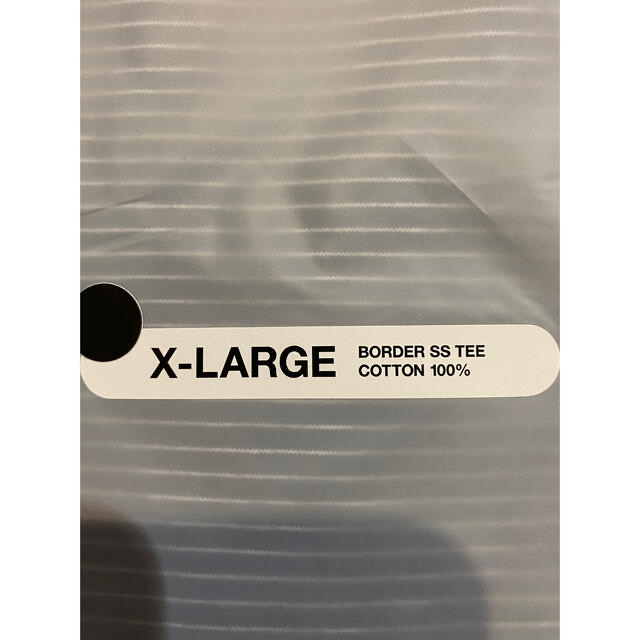 X-LARGE
BORDER SS TEE
COTTON 100%